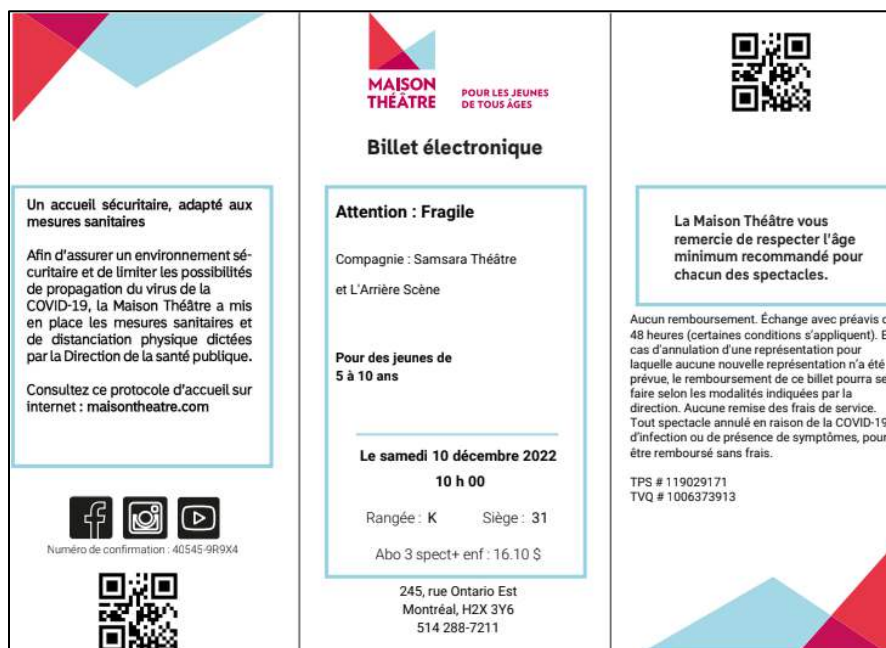 Un accueil sécuritaire, adapté aux
mesures sanitaires
Afin d'assurer un environnement sé-
curitaire et de limiter les possibilités
de propagation du virus de la
COVID-19, la Maison Théâtre a mis
en place les mesures sanitaires et
de distanciation physique dictées
par la Direction de la santé publique.
Consultez ce protocole d'accueil sur
internet : maisontheatre.com
Numéro de confirmation : 40545-9R9X4
MAISON
THÉÂTRE
POUR LES JEUNES
DE TOUS ÂGES
Billet électronique
Attention : Fragile
Compagnie : Samsara Théâtre
et L'Arrière Scène
Pour des jeunes de
5 à 10 ans
Le samedi 10 décembre 2022
10 h 00
Rangée : K Siège : 31
Abo 3 spect+ enf : 16.10 $
245, rue Ontario Est
Montréal, H2X 3Y6
514 288-7211
La Maison Théâtre vous
remercie de respecter l'âge
minimum recommandé pour
chacun des spectacles.
Aucun remboursement. Échange avec préavis
48 heures (certaines conditions s'appliquent).
cas d'annulation d'une représentation pour
laquelle aucune nouvelle représentation n'a été
prévue, le remboursement de ce billet pourra se
faire selon les modalités indiquées par la
direction. Aucune remise des frais de service.
Tout spectacle annulé en raison de la COVID-19
d'infection ou de présence de symptômes,
être remboursé sans frais.
TPS # 119029171
TVQ # 1006373913